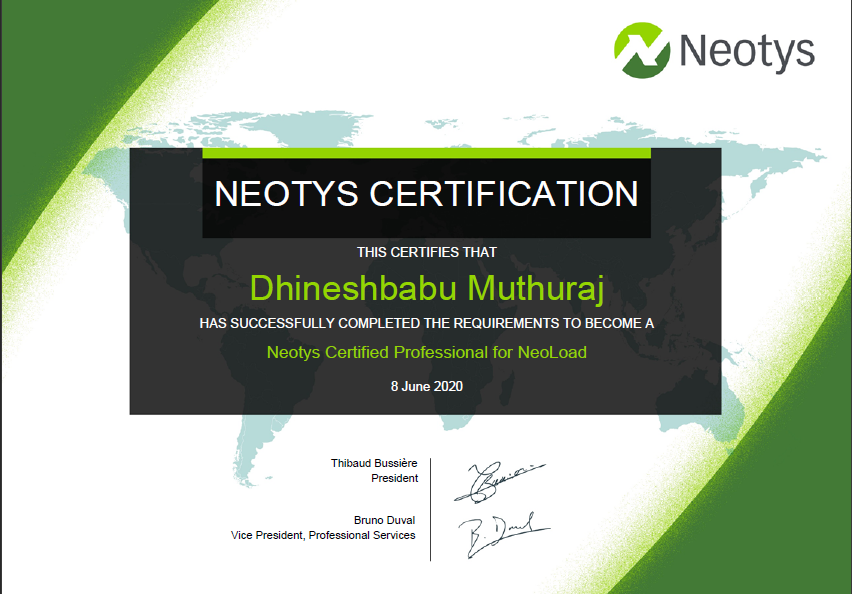 Neotys
NEOTYS CERTIFICATION
THIS CERTIFIES THAT
Dhineshbabu Muthuraj
HAS SUCCESSFULLY COMPLETED THE REQUIREMENTS TO BECOME A
Neotys Certified Professional for NeoLoad
8 June 2020
Thibaud Bussière
President
Bruno Duval
Vice President, Professional Services